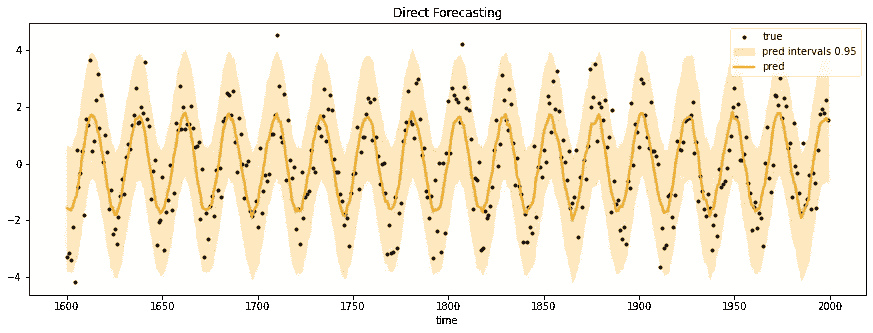 Direct Forecasting
true
pred intervals 0.95
pred
4
2
0
−2
−4
1600 1650 1700 1750 1800 1850 1900 1950 2000
time